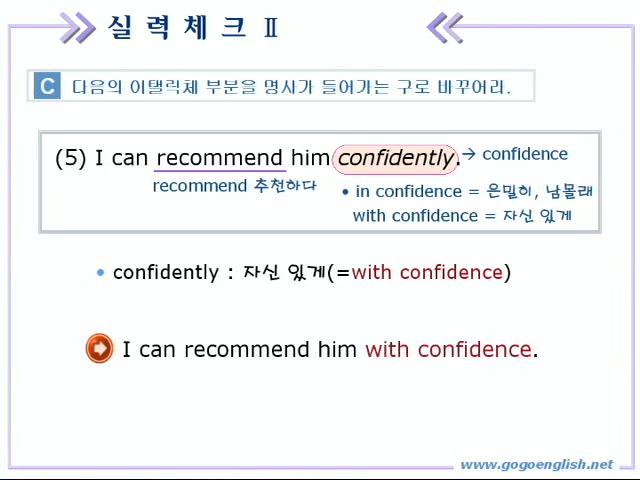 실 력 체 크 Ⅱ
C 다음의 이탤릭체 부분을 명사가 들어가는 구로 바꾸어라.
(5) I can recommend him confidently. → confidence
recommend 추천하다
• in confidence = 은밀히, 남몰래
with confidence = 자신 있게
• confidently : 자신 있게(=with confidence)
I can recommend him with confidence.
www.gogoenglish.net